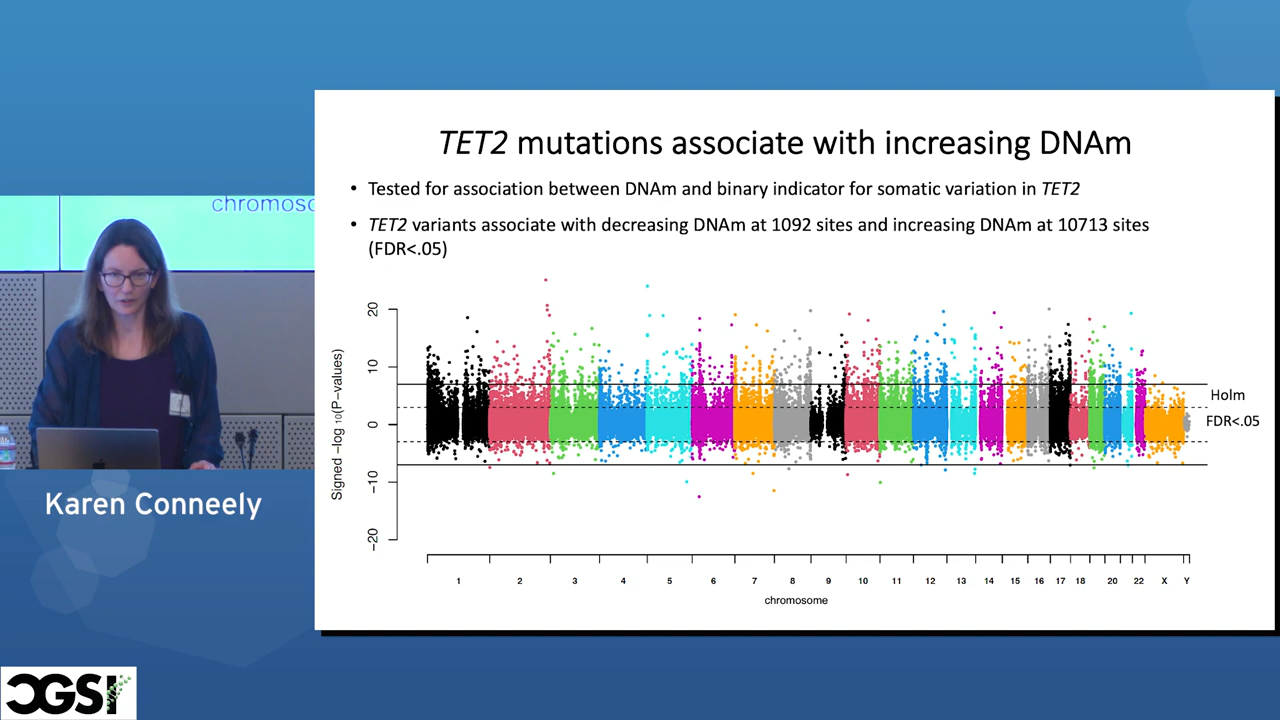 TET2 mutations associate with increasing DNAm
• Tested for association between DNAm and binary indicator for somatic variation in TET2
• TET2 variants associate with decreasing DNAm at 1092 sites and increasing DNAm at 10713 sites
(FDR<.05)
Signed −log 10(P−values)
20
10
0
−10
−20
Holm
FDR<.05
1 2 3 4 5 6 7 8 9 10 11 12 13 14 15 16 17 18 20 22 X Y
chromosome
chromoso
Karen Conneely
CGSI